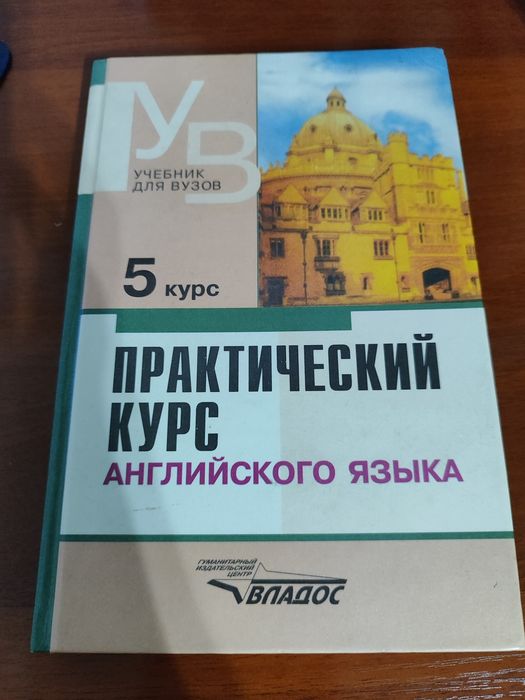 УВ
УЧЕБНИК
ДЛЯ ВУЗОВ
5 курс
ПРАКТИЧЕСКИЙ
КУРС
АНГЛИЙСКОГО ЯЗЫКА
ГУМАНИТАРНЫЙ
ИЗДАТЕЛЬСКИЙ
ЦЕНТР
ВЛАДОС